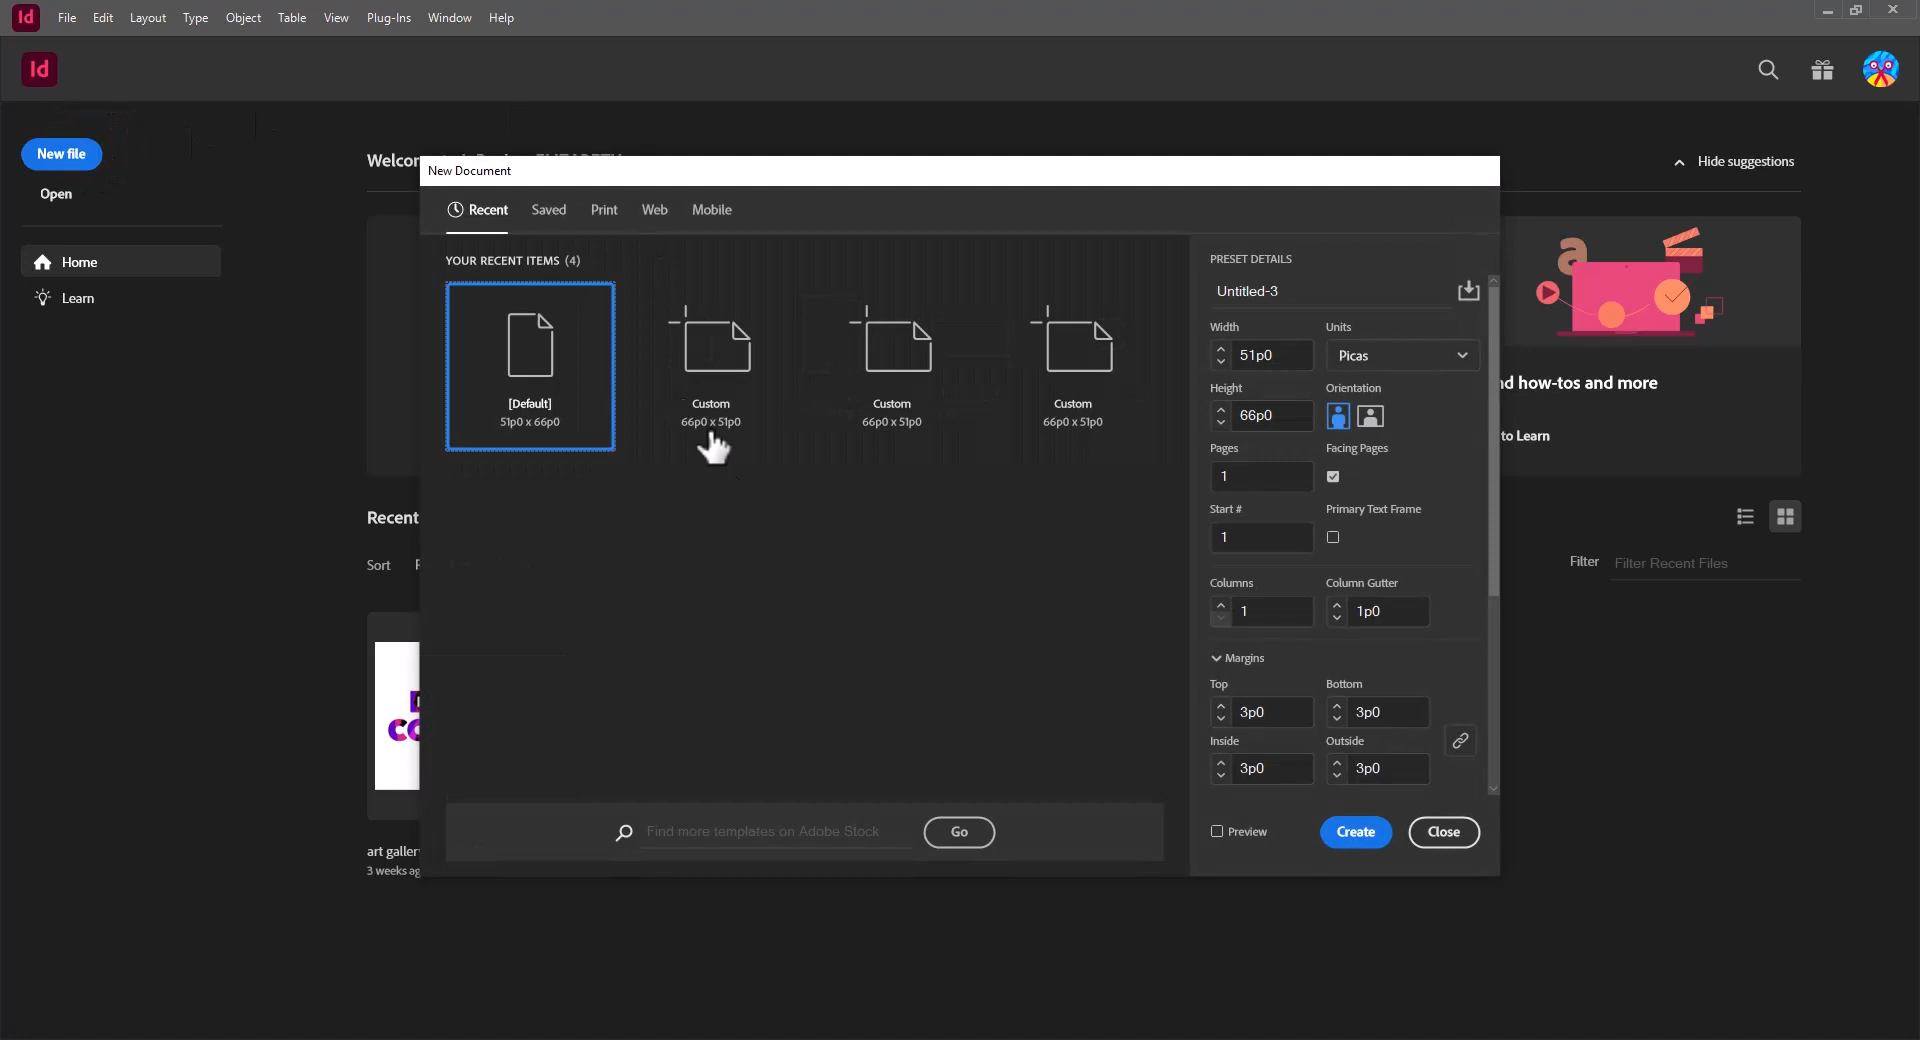 Id File Edit Layout Type Object Table View Plug-Ins Window Help
Id
New file
Open
Home
Learn
Hide suggestions
New Document
Recent Saved Print Web Mobile
YOUR RECENT ITEMS (4)
[Default]
51p0 x 66p0
Custom
66p0 x 51p0
Custom
66p0 x 51p0
Custom
66p0 x 51p0
Find more templates on Adobe Stock
Go
PRESET DETAILS
Untitled-3
Width Units
51p0 Picas
Height Orientation
66p0
Pages Facing Pages
1
Start # Primary Text Frame
1
Columns Column Gutter
1 1p0
Margins
Top Bottom
3p0 3p0
Inside Outside
3p0 3p0
Preview
Create
Close
a
how-tos and more
to Learn
Recent
Sort
Filter Filter Recent Files
art
3 weeks